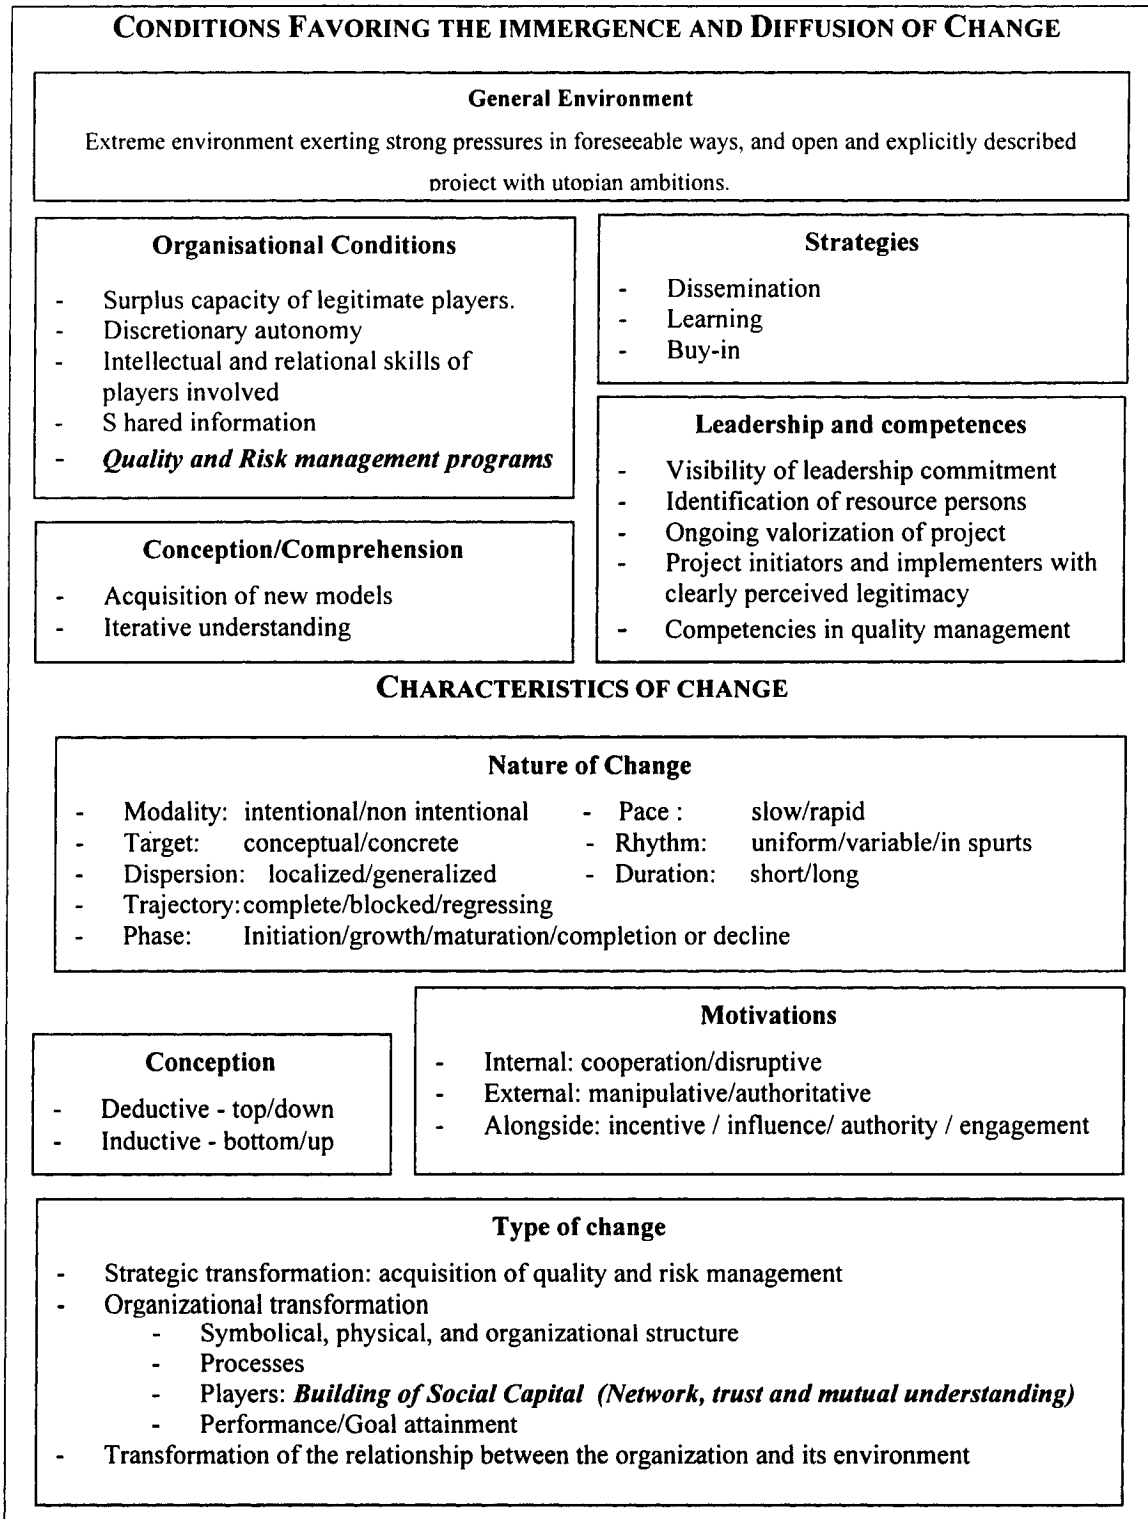 CONDITIONS FAVORING THE IMMERGENCE AND DIFFUSION OF CHANGE
General Environment
Extreme environment exerting strong pressures in foreseeable ways, and open and explicitly described
project with utopian ambitions.
Organisational Conditions
- Surplus capacity of legitimate players.
- Discretionary autonomy
- Intellectual and relational skills of
players involved
- S hared information
- Quality and Risk management programs
Strategies
- Dissemination
- Learning
- Buy-in
Leadership and competences
- Visibility of leadership commitment
- Identification of resource persons
- Ongoing valorization of project
- Project initiators and implementers with
clearly perceived legitimacy
- Competencies in quality management
Conception/Comprehension
- Acquisition of new models
- Iterative understanding
CHARACTERISTICS OF CHANGE
Nature of Change
- Modality: intentional/non intentional - Pace : slow/rapid
- Target: conceptual/concrete - Rhythm: uniform/variable/in spurts
- Dispersion: localized/generalized - Duration: short/long
- Trajectory: complete/blocked/regressing
- Phase: Initiation/growth/maturation/completion or decline
Conception
- Deductive - top/down
- Inductive - bottom/up
Motivations
- Internal: cooperation/disruptive
- External: manipulative/authoritative
- Alongside: incentive / influence/ authority / engagement
Type of change
- Strategic transformation: acquisition of quality and risk management
- Organizational transformation
- Symbolical, physical, and organizational structure
- Processes
- Players: Building of Social Capital (Network, trust and mutual understanding)
- Performance/Goal attainment
- Transformation of the relationship between the organization and its environment